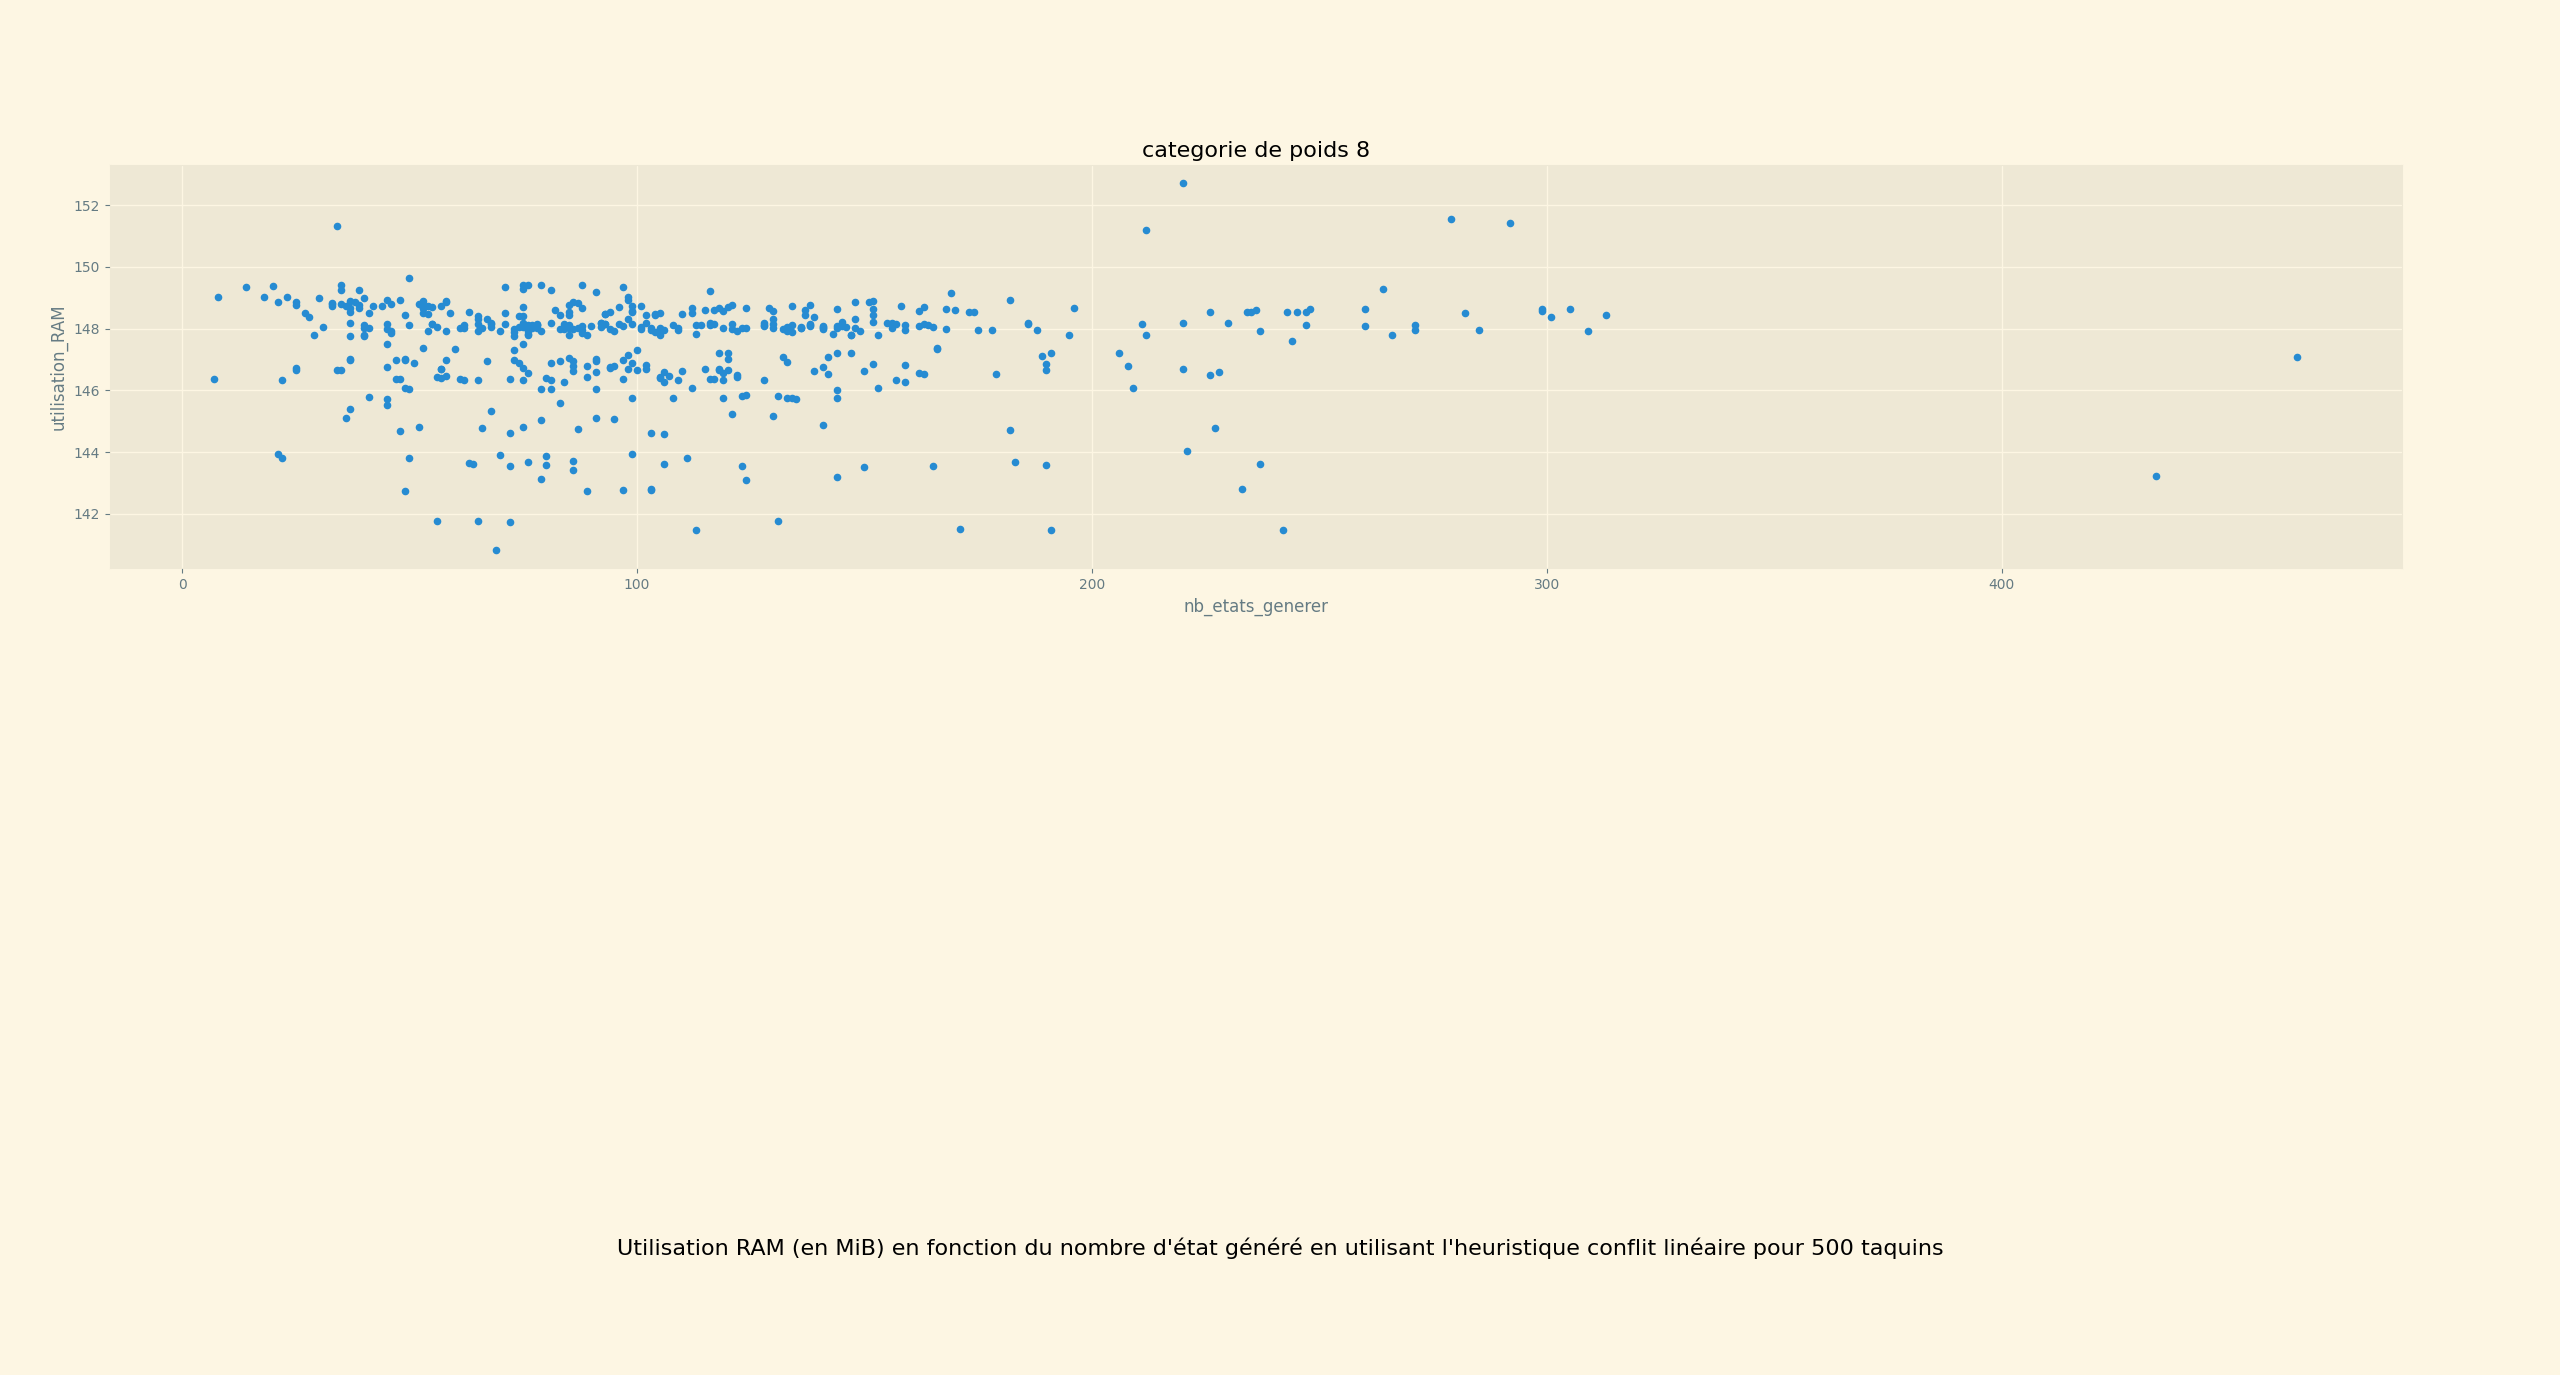 categorie de poids 8
utilisation_RAM
152
150
148
146
144
142
0
100
200
300
400
nb_etats_generer
Utilisation RAM (en MiB) en fonction du nombre d'état généré en utilisant l'heuristique conflit linéaire pour 500 taquins